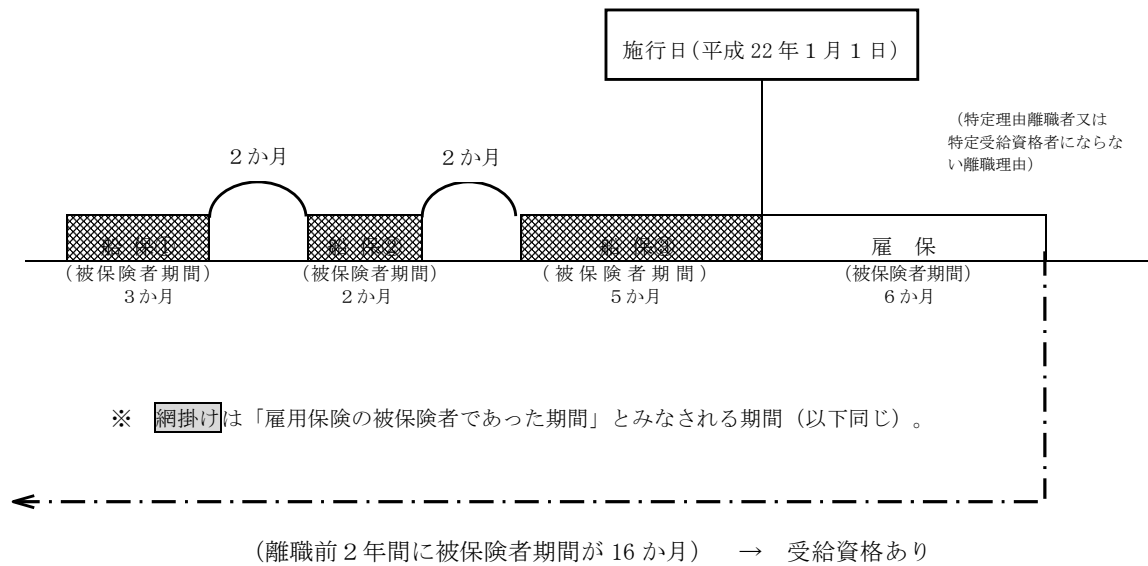 施行日(平成 22 年１月１日)
（特定理由離職者又は
特定受給資格者にならな
い離職理由）
２か月
２か月
船 保①
船 保②
船 保③
雇 保
(被保険者期間)
３か月
(被保険者期間)
２か月
(被保険者期間)
５か月
(被保険者期間)
６か月
※ 網掛けは「雇用保険の被保険者であった期間」とみなされる期間（以下同じ）。
（離職前２年間に被保険者期間が 16 か月） → 受給資格あり